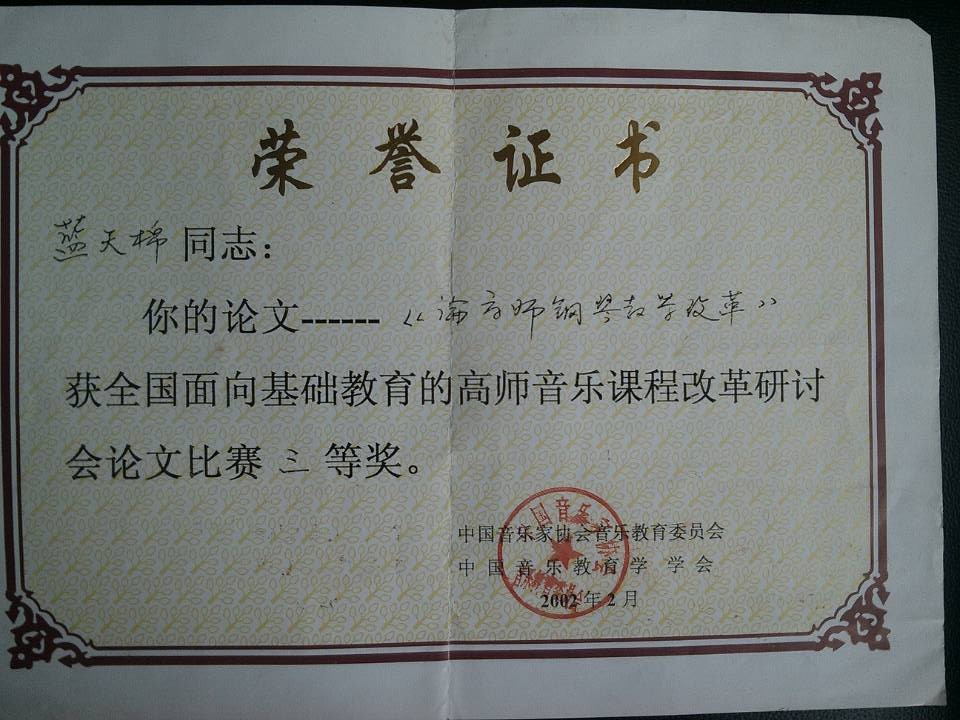 荣誉证书
蓝天棉 同志：
你的论文------《论高师钢琴教学改革》
获全国面向基础教育的高师音乐课程改革研讨
会论文比赛 三 等奖。
中国音乐家协会音乐教育委员会
中国音乐教育学 学会
2002年2月